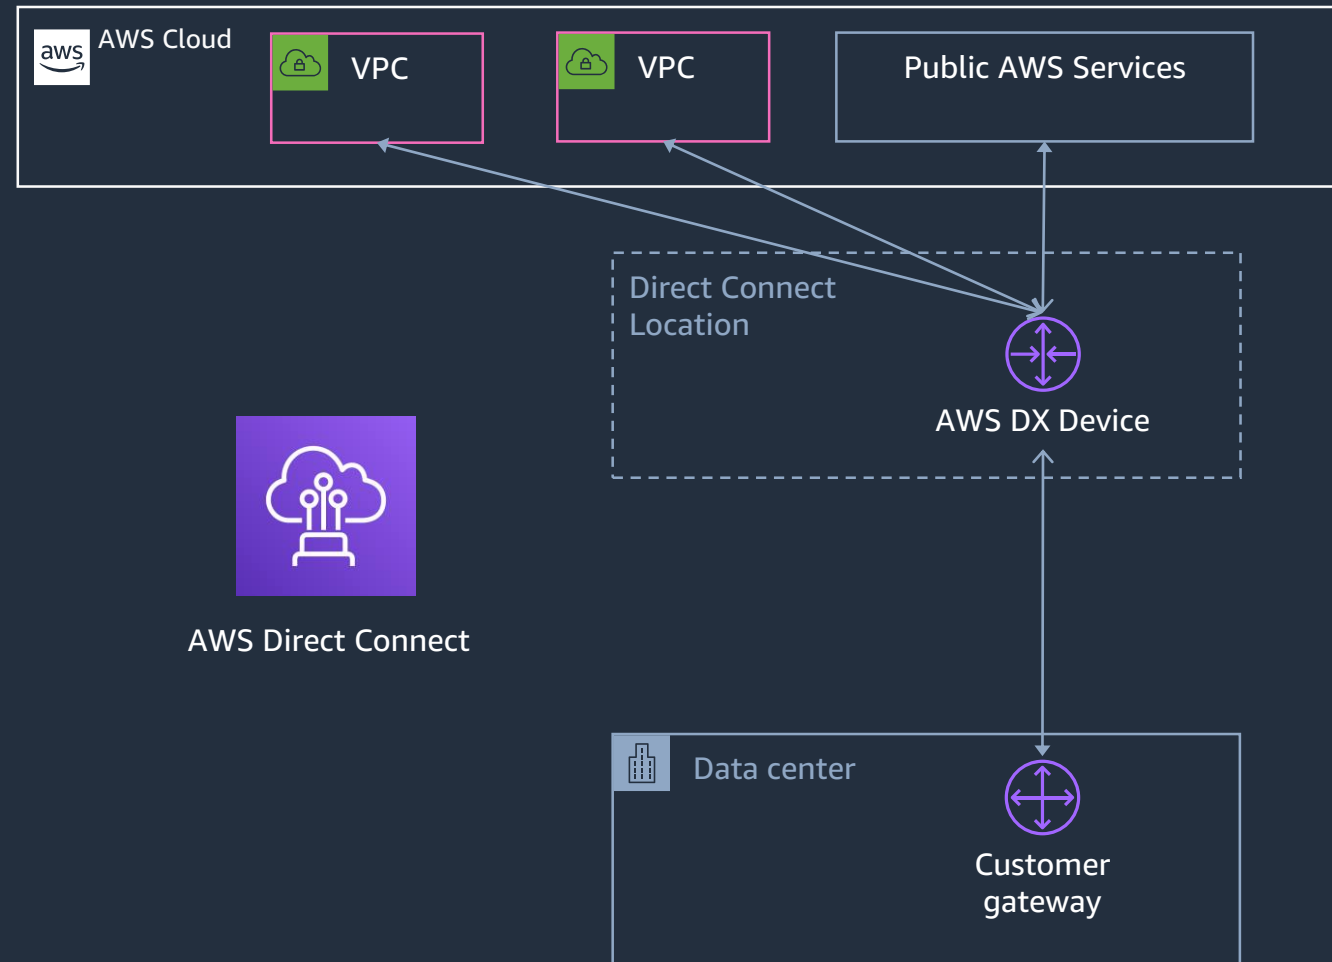 aws
AWS Cloud
VPC
VPC
Public AWS Services
Direct Connect
Location
AWS DX Device
AWS Direct Connect
Data center
Customer
gateway